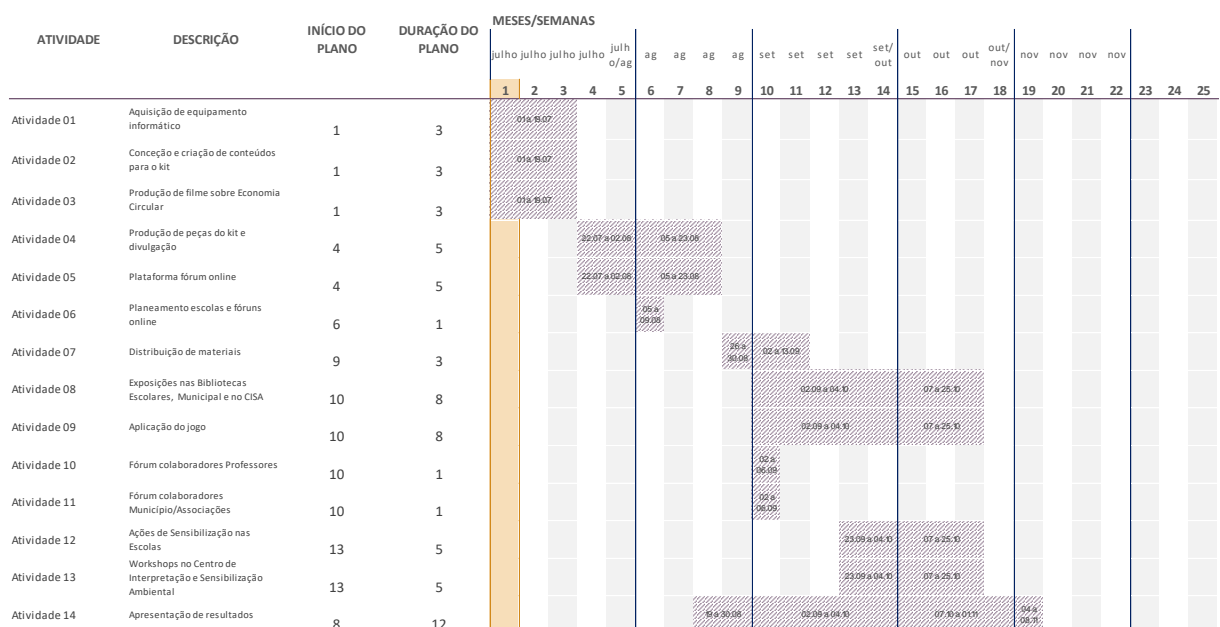 MESES/SEMANAS
ATIVIDADE DESCRIÇÃO INÍCIO DO PLANO DURAÇÃO DO PLANO
julho julho julho julho julho/ag ag ag ag ag set set set set set/out out out out out/nov nov nov nov nov
1 2 3 4 5 6 7 8 9 10 11 12 13 14 15 16 17 18 19 20 21 22 23 24 25
Atividade 01 Aquisição de equipamento informático 1 3 01 a 19.07
Atividade 02 Conceção e criação de conteúdos para o kit 1 3 01 a 19.07
Atividade 03 Produção de filme sobre Economia Circular 1 3 01 a 19.07
Atividade 04 Produção de peças do kit e divulgação 4 5 22.07 a 02.08 05 a 23.08
Atividade 05 Plataforma fórum online 4 5 22.07 a 02.08 05 a 23.08
Atividade 06 Planeamento escolas e fóruns online 6 1 05 a 09.08
Atividade 07 Distribuição de materiais 9 3 26 a 30.08 02 a 13.09
Atividade 08 Exposições nas Bibliotecas Escolares, Municipal e no CISA 10 8 02.09 a 04.10 07 a 25.10
Atividade 09 Aplicação do jogo 10 8 02.09 a 04.10 07 a 25.10
Atividade 10 Fórum colaboradores Professores 10 1 02 a 06.09
Atividade 11 Fórum colaboradores Município/Associações 10 1 02 a 06.09
Atividade 12 Ações de Sensibilização nas Escolas 13 5 23.09 a 04.10 07 a 25.10
Atividade 13 Workshops no Centro de Interpretação e Sensibilização Ambiental 13 5 23.09 a 04.10 07 a 25.10
Atividade 14 Apresentação de resultados 8 12 19 a 30.08 02.09 a 04.10 07.10 a 01.11 04 a 08.11